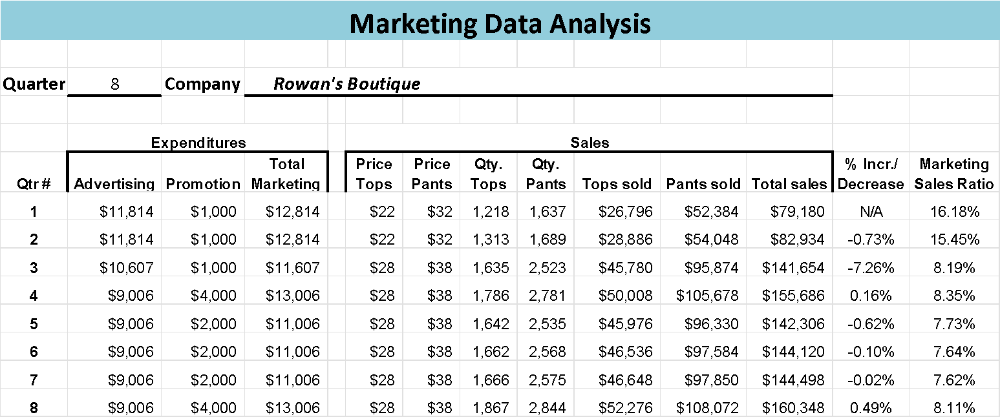 Marketing Data Analysis
Quarter 8 Company Rowan's Boutique
Expenditures Sales
Total Price Price Qty. Qty. % Incr./ Marketing
Qtr # Advertising Promotion Marketing Tops Pants Tops Pants Tops sold Pants sold Total sales Decrease Sales Ratio
1 $11,814 $1,000 $12,814 $22 $32 1,218 1,637 $26,796 $52,384 $79,180 N/A 16.18%
2 $11,814 $1,000 $12,814 $22 $32 1,313 1,689 $28,886 $54,048 $82,934 -0.73% 15.45%
3 $10,607 $1,000 $11,607 $28 $38 1,635 2,523 $45,780 $95,874 $141,654 -7.26% 8.19%
4 $9,006 $4,000 $13,006 $28 $38 1,786 2,781 $50,008 $105,678 $155,686 0.16% 8.35%
5 $9,006 $2,000 $11,006 $28 $38 1,642 2,535 $45,976 $96,330 $142,306 -0.62% 7.73%
6 $9,006 $2,000 $11,006 $28 $38 1,662 2,568 $46,536 $97,584 $144,120 -0.10% 7.64%
7 $9,006 $2,000 $11,006 $28 $38 1,666 2,575 $46,648 $97,850 $144,498 -0.02% 7.62%
8 $9,006 $4,000 $13,006 $28 $38 1,867 2,844 $52,276 $108,072 $160,348 0.49% 8.11%